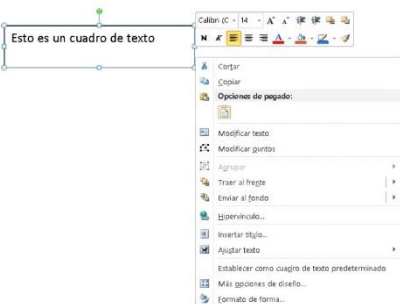 Esto es un cuadro de texto
Calibri (C 14 A A
N K A
Cortar
Copiar
Opciones de pegado:
Modificar texto
Modificar puntos
Agrupar
Traer al frente
Enviar al fondo
Hipervínculo...
Insertar título...
Ajustar texto
Establecer como cuadro de texto predeterminado
Más opciones de diseño...
Formato de forma...